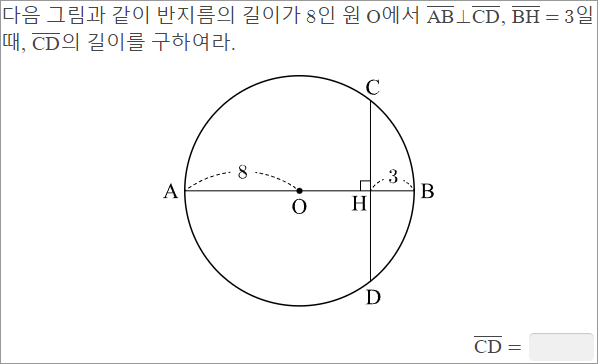 다음 그림과 같이 반지름의 길이가 8인 원 O에서 AB⊥CD, BH = 3일
때, CD의 길이를 구하여라.
C
8
3
A
O
H
B
D
CD =